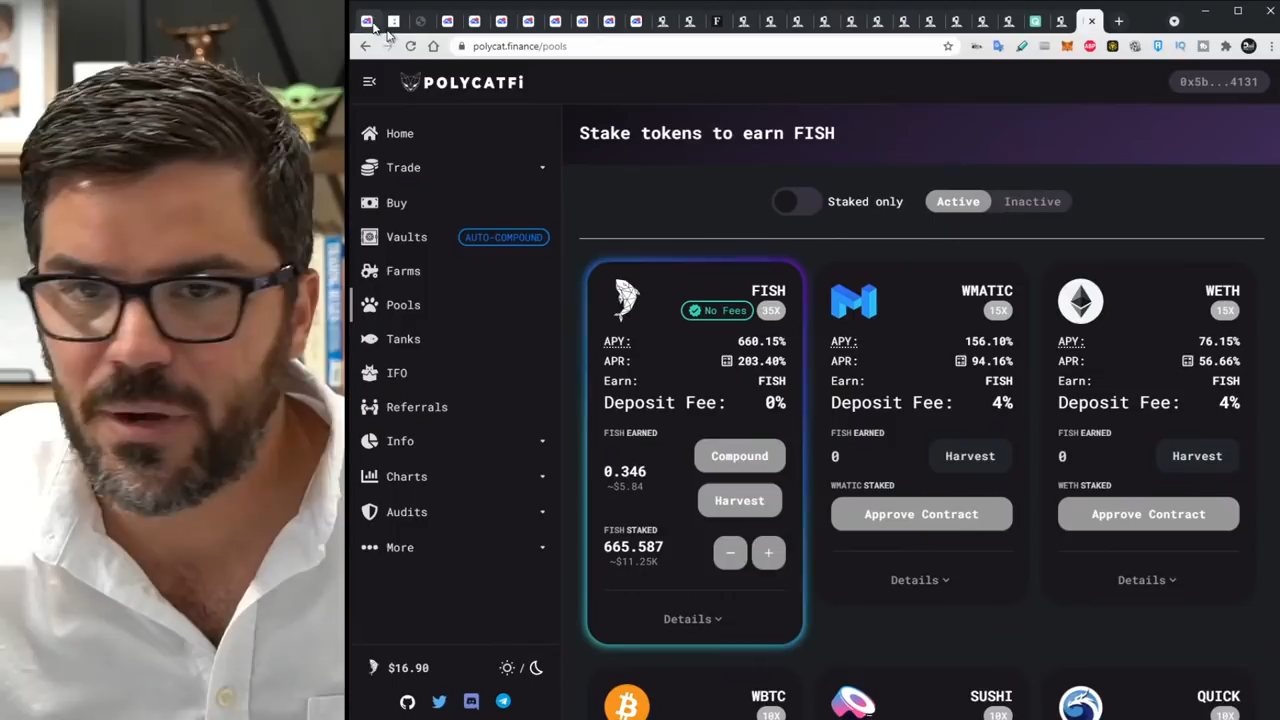 polycat.finance/pools
POLYCATFi
0x5b...4131
Home
Trade
Buy
Vaults
AUTO-COMPOUND
Farms
Pools
Tanks
IFO
Referrals
Info
Charts
Audits
More
$16.90
Stake tokens to earn FISH
Staked only
Active
Inactive
FISH
No Fees
35X
APY: 660.15%
APR: 203.40%
Earn: FISH
Deposit Fee: 0%
FISH EARNED
0.346
~$5.84
Compound
Harvest
FISH STAKED
665.587
~$11.25K
Details
WMATIC
15X
APY: 156.10%
APR: 94.16%
Earn: FISH
Deposit Fee: 4%
FISH EARNED
0
Harvest
WMATIC STAKED
Approve Contract
Details
WETH
15X
APY: 76.15%
APR: 56.66%
Earn: FISH
Deposit Fee: 4%
FISH EARNED
0
Harvest
WETH STAKED
Approve Contract
Details
WBTC
10X
SUSHI
10X
QUICK
10X